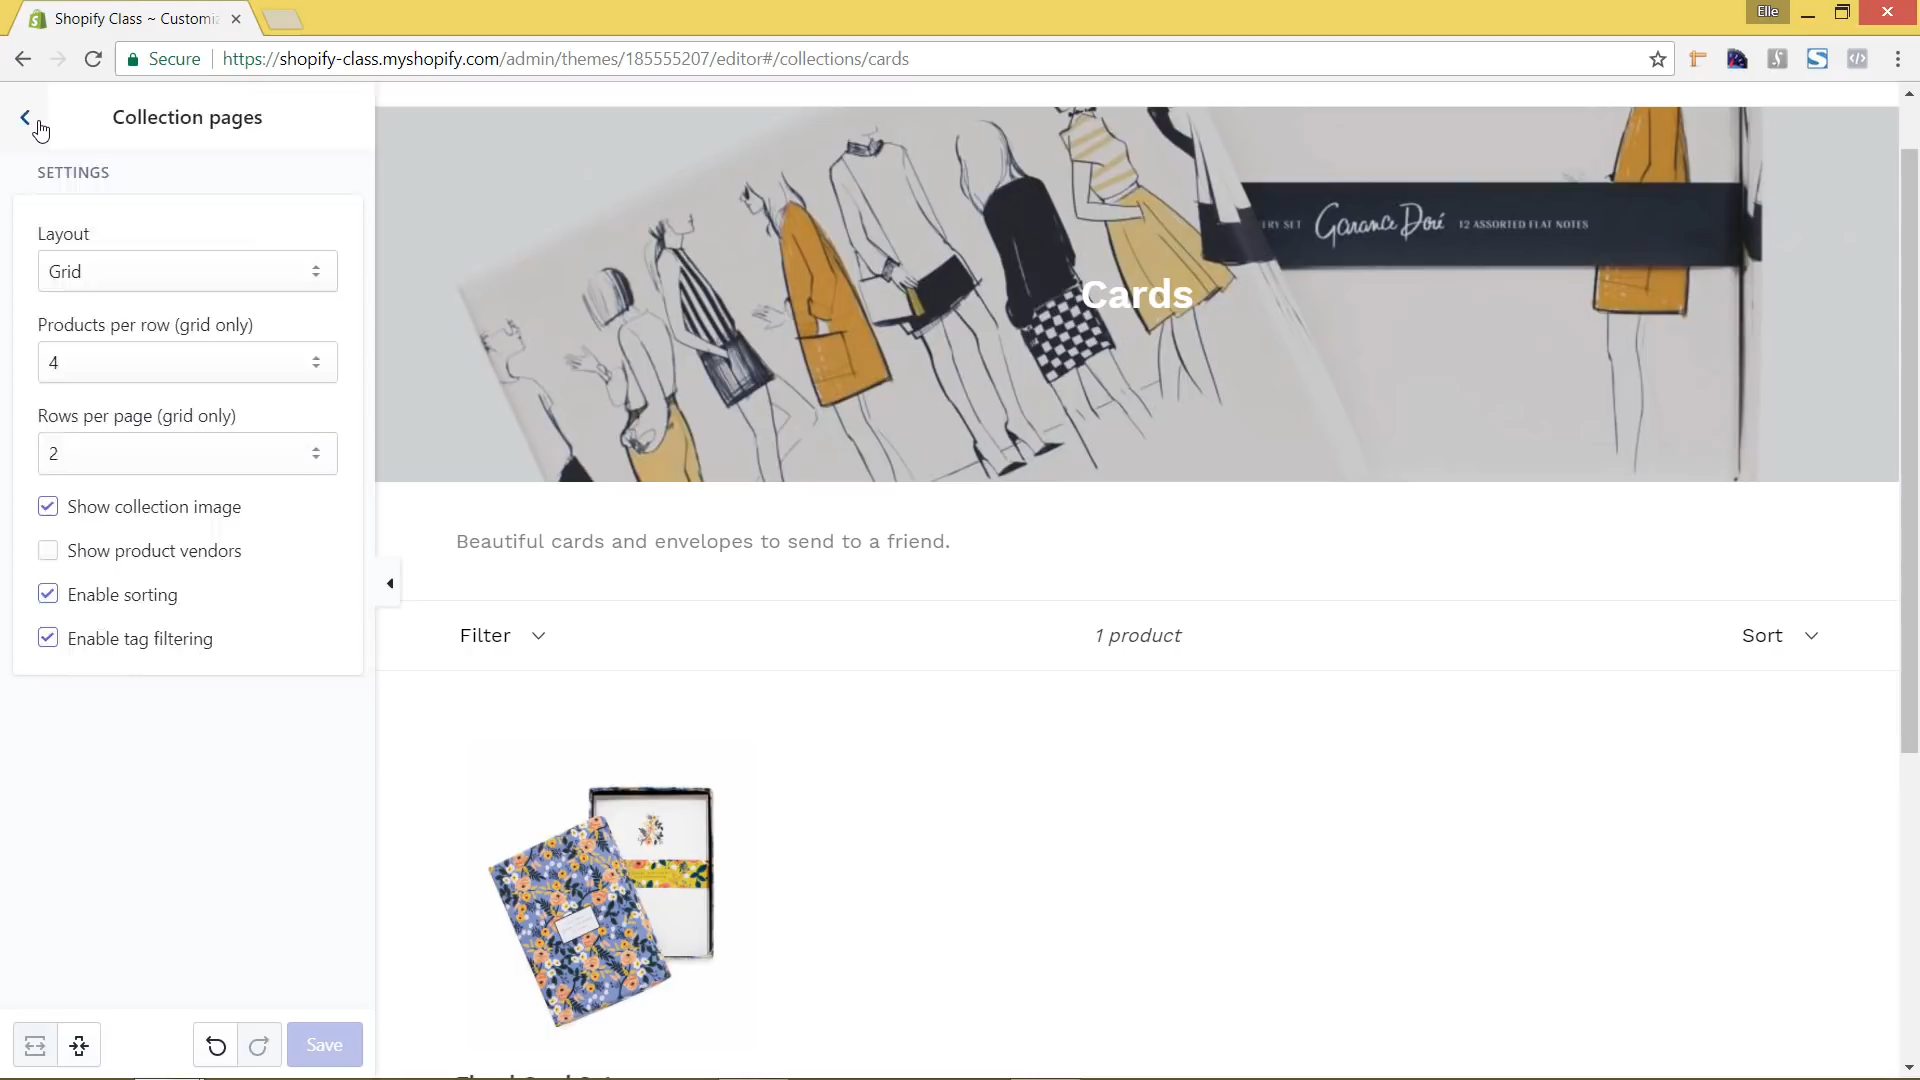 Shopify Class ~ Customiz
Elle
Secure
https://shopify-class.myshopify.com/admin/themes/185555207/editor#/collections/cards
Collection pages
SETTINGS
Layout
Grid
Products per row (grid only)
4
Rows per page (grid only)
2
Show collection image
Show product vendors
Enable sorting
Enable tag filtering
Save
RY SET Garance Doré 12 ASSORTED FLAT NOTES
Cards
Beautiful cards and envelopes to send to a friend.
Filter
1 product
Sort